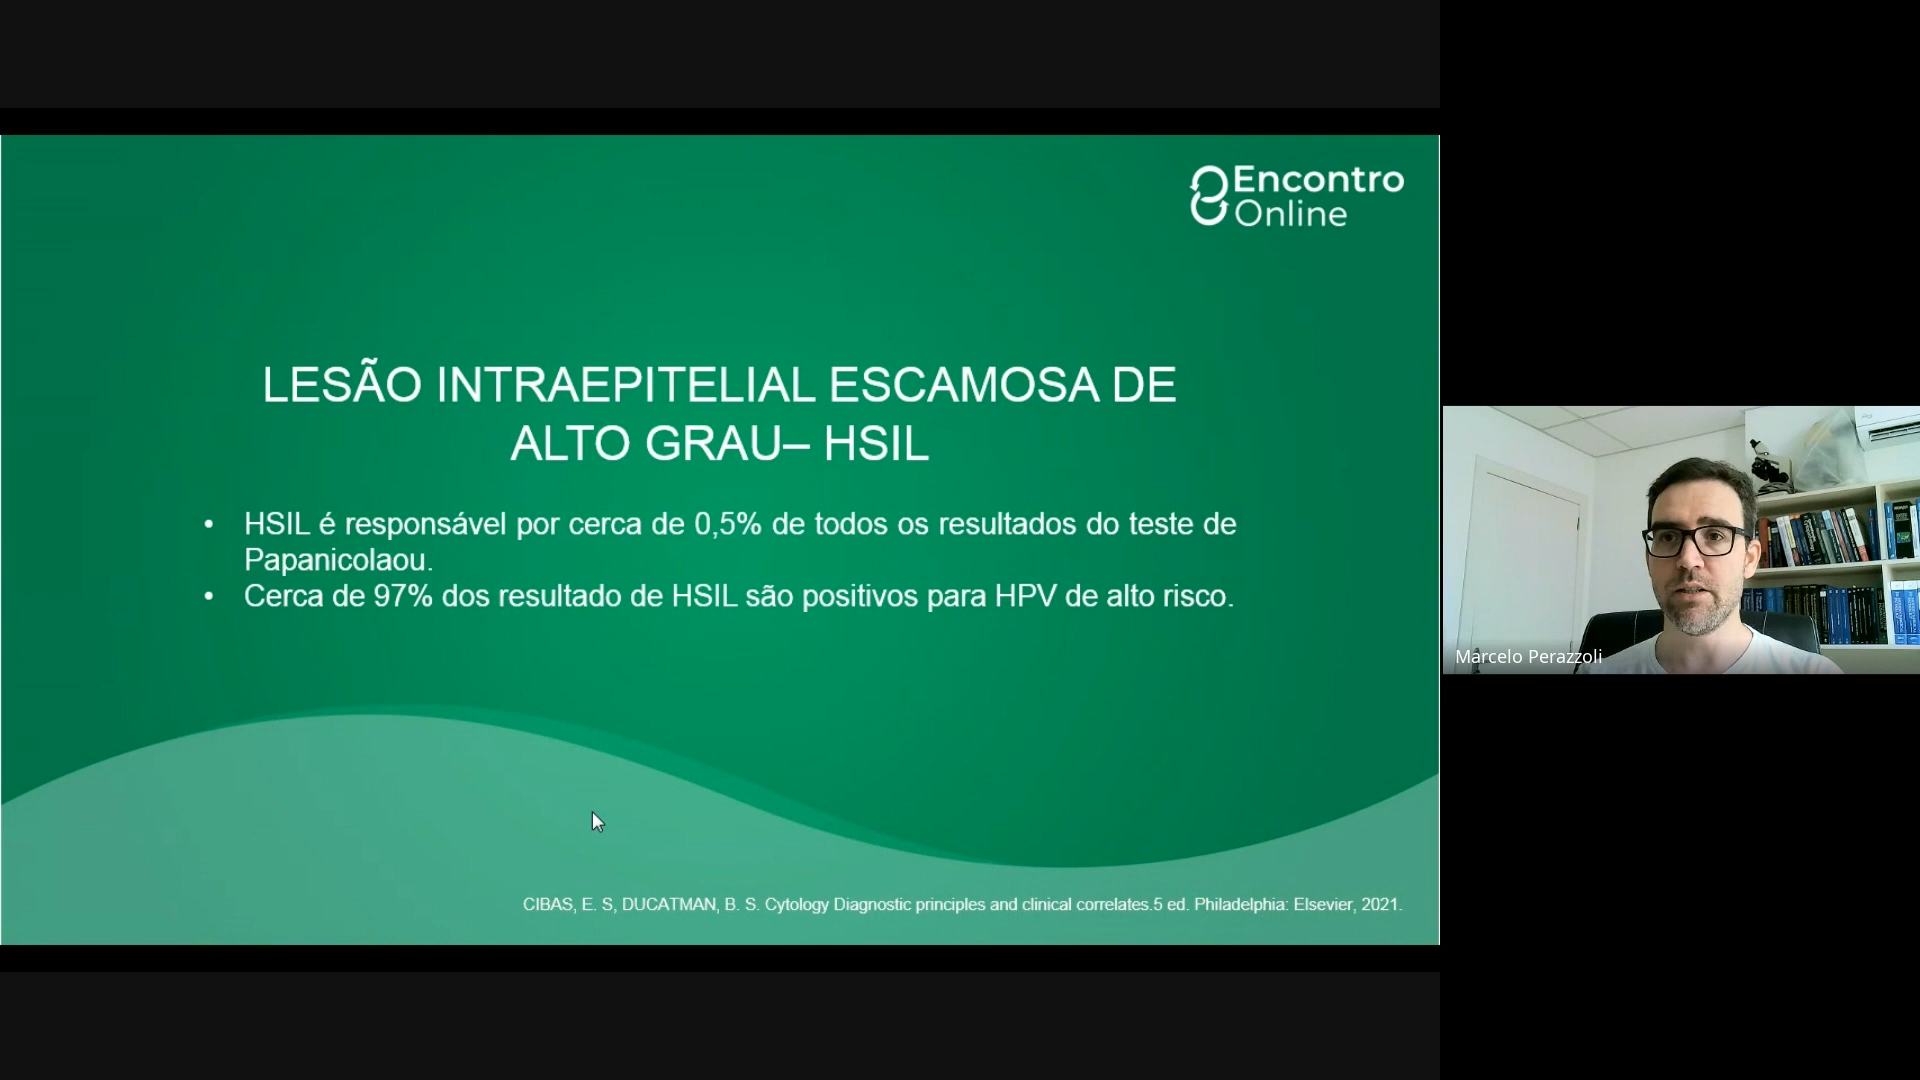 Encontro
Online
LESÃO INTRAEPITELIAL ESCAMOSA DE
ALTO GRAU– HSIL
• HSIL é responsável por cerca de 0,5% de todos os resultados do teste de
Papanicolaou.
• Cerca de 97% dos resultado de HSIL são positivos para HPV de alto risco.
CIBAS, E. S, DUCATMAN, B. S. Cytology Diagnostic principles and clinical correlates.5 ed. Philadelphia: Elsevier, 2021.
Marcelo Perazzoli